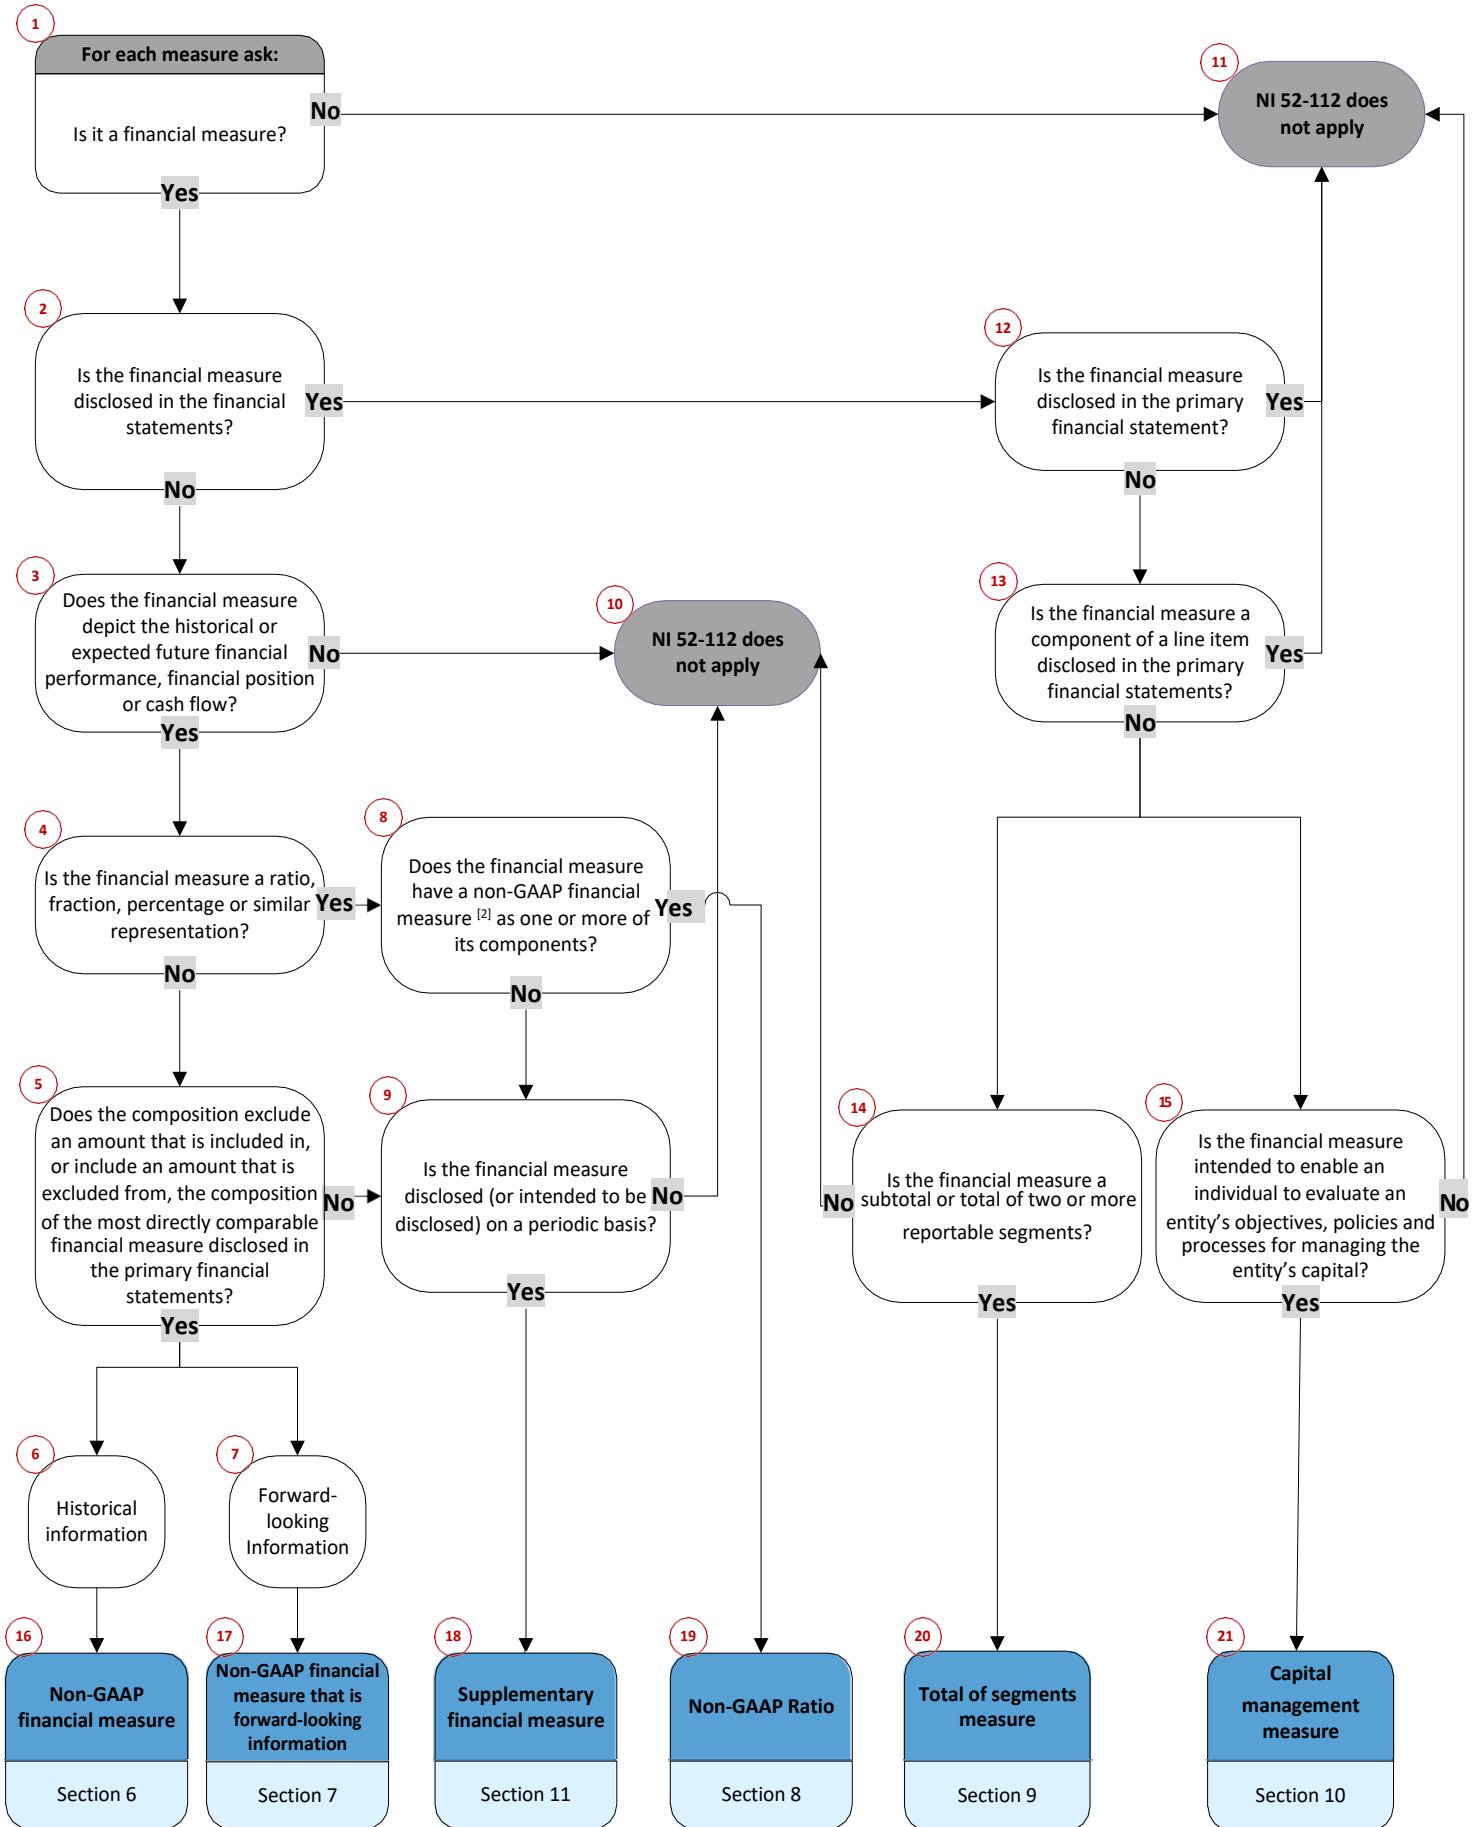 1
For each measure ask:
Is it a financial measure?
No
Yes
11
NI 52-112 does
not apply
2
Is the financial measure
disclosed in the financial
statements?
Yes
No
12
Is the financial measure
disclosed in the primary
financial statement?
Yes
No
3
Does the financial measure
depict the historical or
expected future financial
performance, financial position
or cash flow?
No
Yes
10
NI 52-112 does
not apply
13
Is the financial measure a
component of a line item
disclosed in the primary
financial statements?
Yes
No
4
Is the financial measure a ratio,
fraction, percentage or similar
representation?
Yes
No
8
Does the financial measure
have a non-GAAP financial
measure [2] as one or more of
its components?
Yes
No
5
Does the composition exclude
an amount that is included in,
or include an amount that is
excluded from, the composition
of the most directly comparable
financial measure disclosed in
the primary financial
statements?
No
Yes
9
Is the financial measure
disclosed (or intended to be
disclosed) on a periodic basis?
No
Yes
14
Is the financial measure a
subtotal or total of two or more
reportable segments?
No
Yes
15
Is the financial measure
intended to enable an
individual to evaluate an
entity's objectives, policies and
processes for managing the
entity's capital?
No
Yes
6
Historical
information
7
Forward-
looking
Information
16
Non-GAAP
financial measure
Section 6
17
Non-GAAP financial
measure that is
forward-looking
information
Section 7
18
Supplementary
financial measure
Section 11
19
Non-GAAP Ratio
Section 8
20
Total of segments
measure
Section 9
21
Capital
management
measure
Section 10